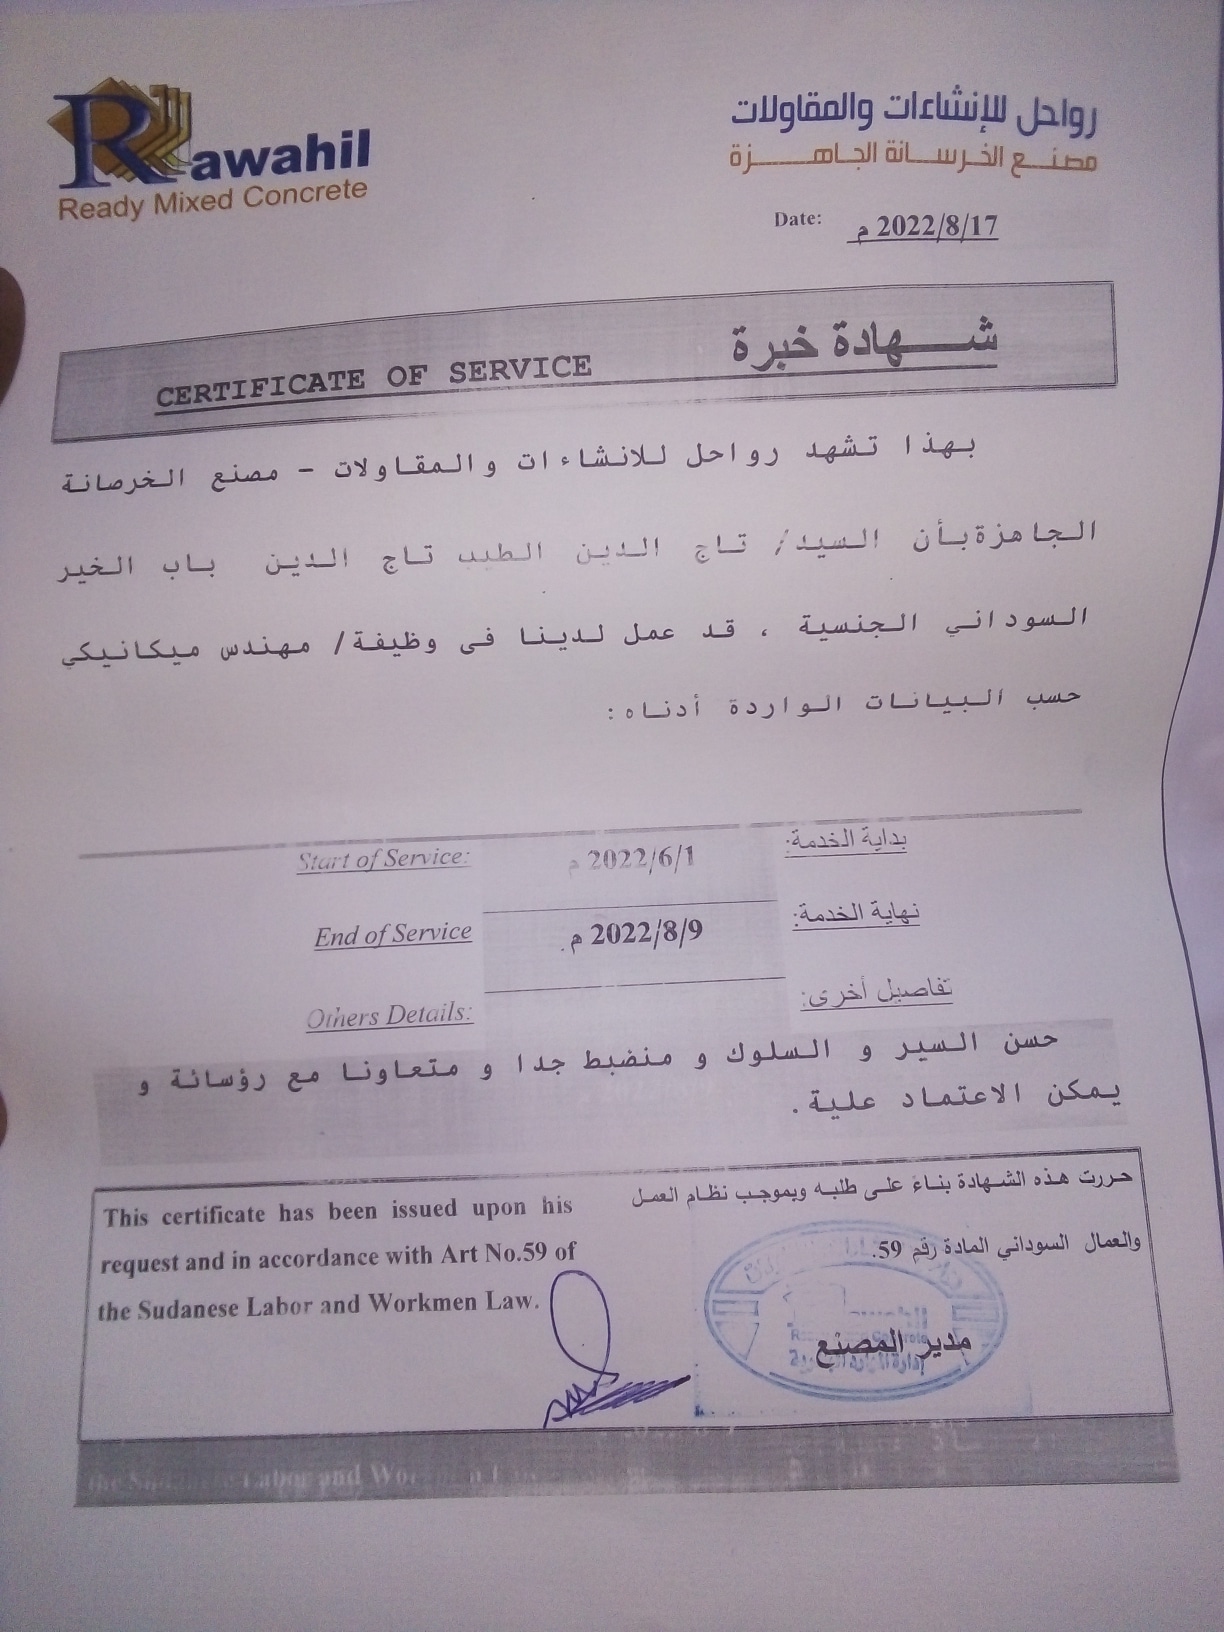 Rawahil
Ready Mixed Concrete
رواحل للإنشاءات والمقاولات
مصنع الخرسانة الجاهزة
Date: 2022/8/17 م
شهادة خبرة
CERTIFICATE OF SERVICE
بهذا تشهد رواحل للانشاءات والمقاولات - مصنع الخرصانة
الجاهزة بأن السيد/ تاج الدين الطيب تاج الدين باب الخير
السوداني الجنسية ، قد عمل لدينا فى وظيفة/ مهندس ميكانيكي
حسب البيانات الواردة أدناه:
Start of Service: 2022/6/1 م بداية الخدمة:
End of Service 2022/8/9 م. نهاية الخدمة:
Others Details: تفاصيل أخرى:
حسن السير و السلوك و منضبط جدا و متعاونا مع رؤسائة و
يمكن الاعتماد علية.
This certificate has been issued upon his
request and in accordance with Art No.59 of
the Sudanese Labor and Workmen Law.
حررت هذه الشهادة بناءً على طلبه وبموجب نظام العمل
والعمال السوداني المادة رقم 59.
مدير المصنع